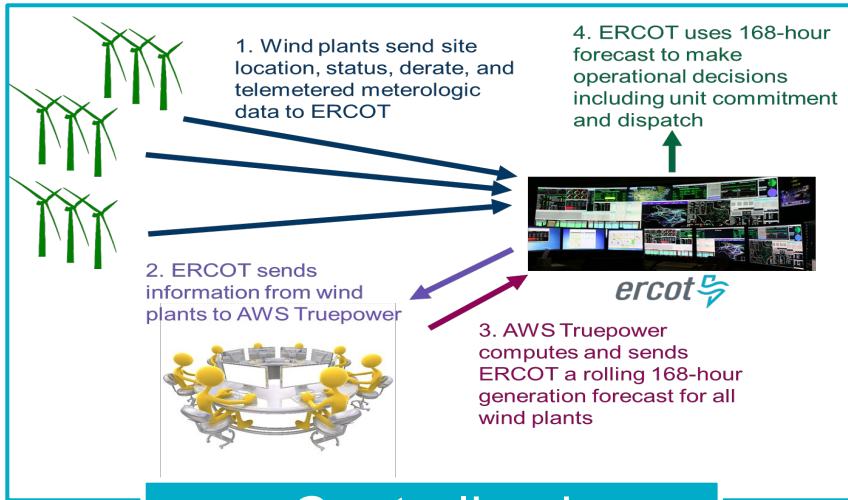 1. Wind plants send site
location, status, derate, and
telemetered meterologic
data to ERCOT
4. ERCOT uses 168-hour
forecast to make
operational decisions
including unit commitment
and dispatch
2. ERCOT sends
information from wind
plants to AWS Truepower
ercot
3. AWS Truepower
computes and sends
ERCOT a rolling 168-hour
generation forecast for all
wind plants